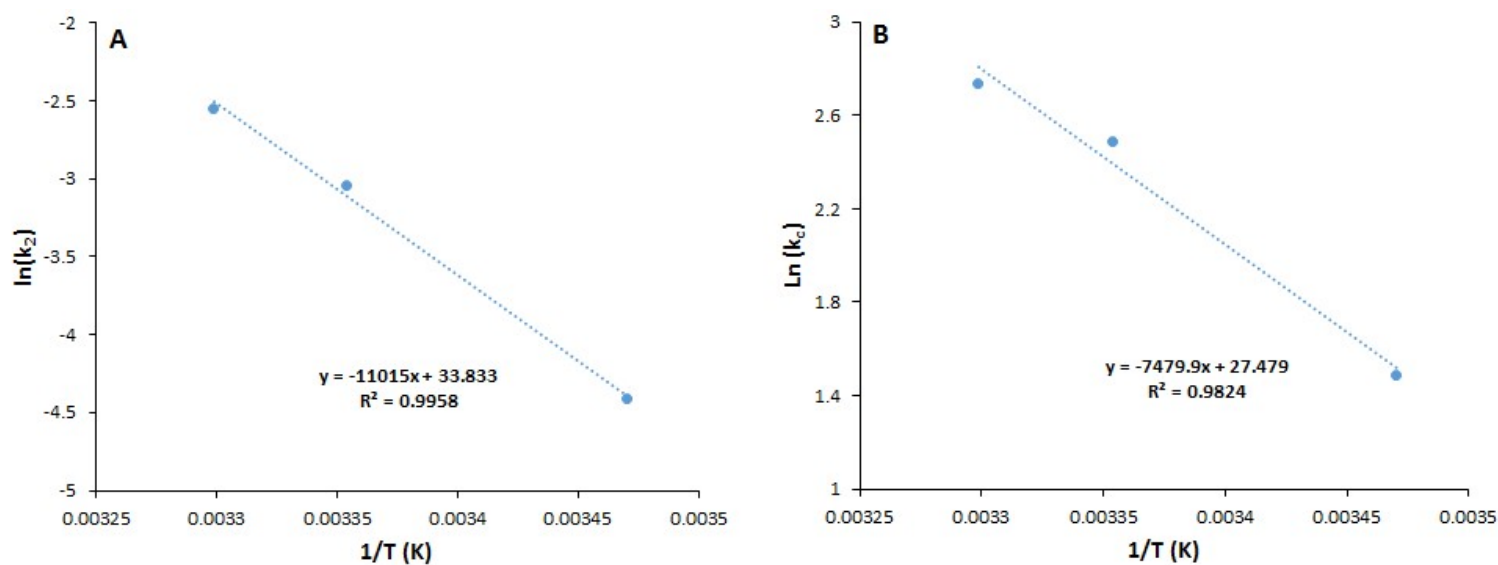 A
-2
-2.5
-3
-3.5
-4
-4.5
-5
ln(k₂)
y = -11015x + 33.833
R² = 0.9958
0.00325 0.0033 0.00335 0.0034 0.00345 0.0035
1/T (K)
B
3
2.6
2.2
1.8
1.4
1
Ln (k꜀)
y = -7479.9x + 27.479
R² = 0.9824
0.00325 0.0033 0.00335 0.0034 0.00345 0.0035
1/T (K)